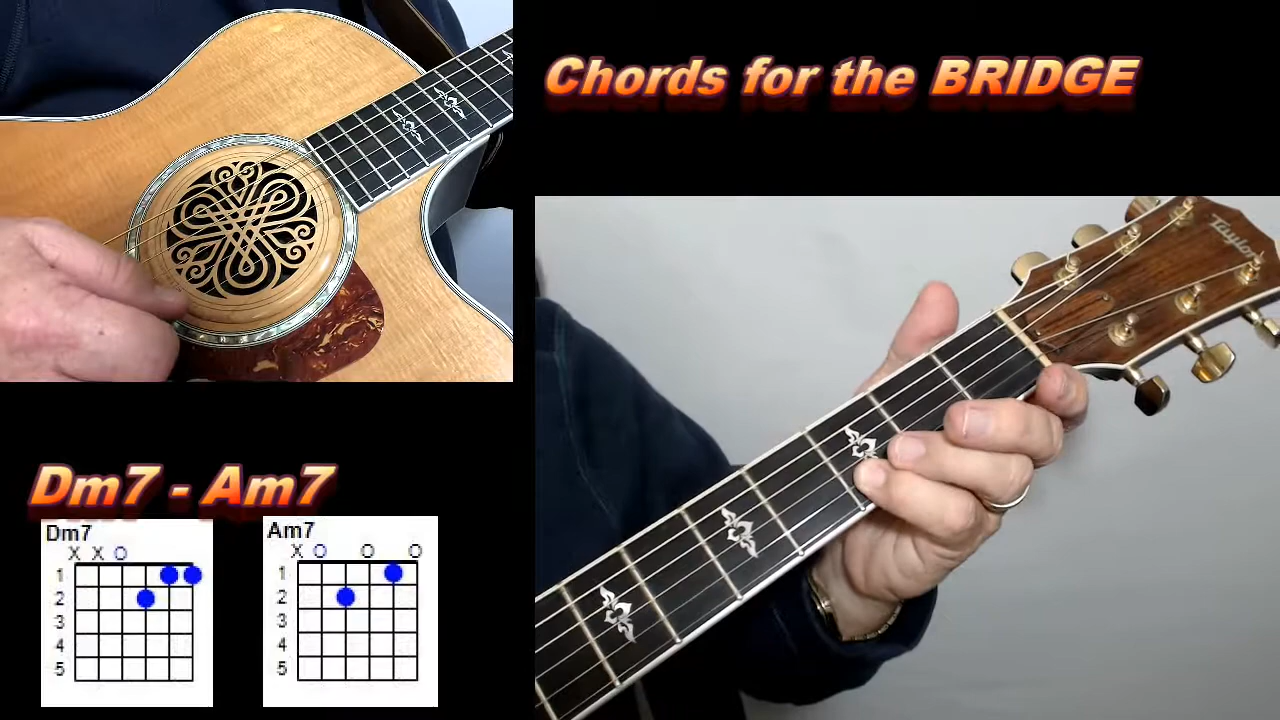 Chords for the BRIDGE
Taylor
Dm7 - Am7
Dm7
X X O
1
2
3
4
5
Am7
X O O O
1
2
3
4
5